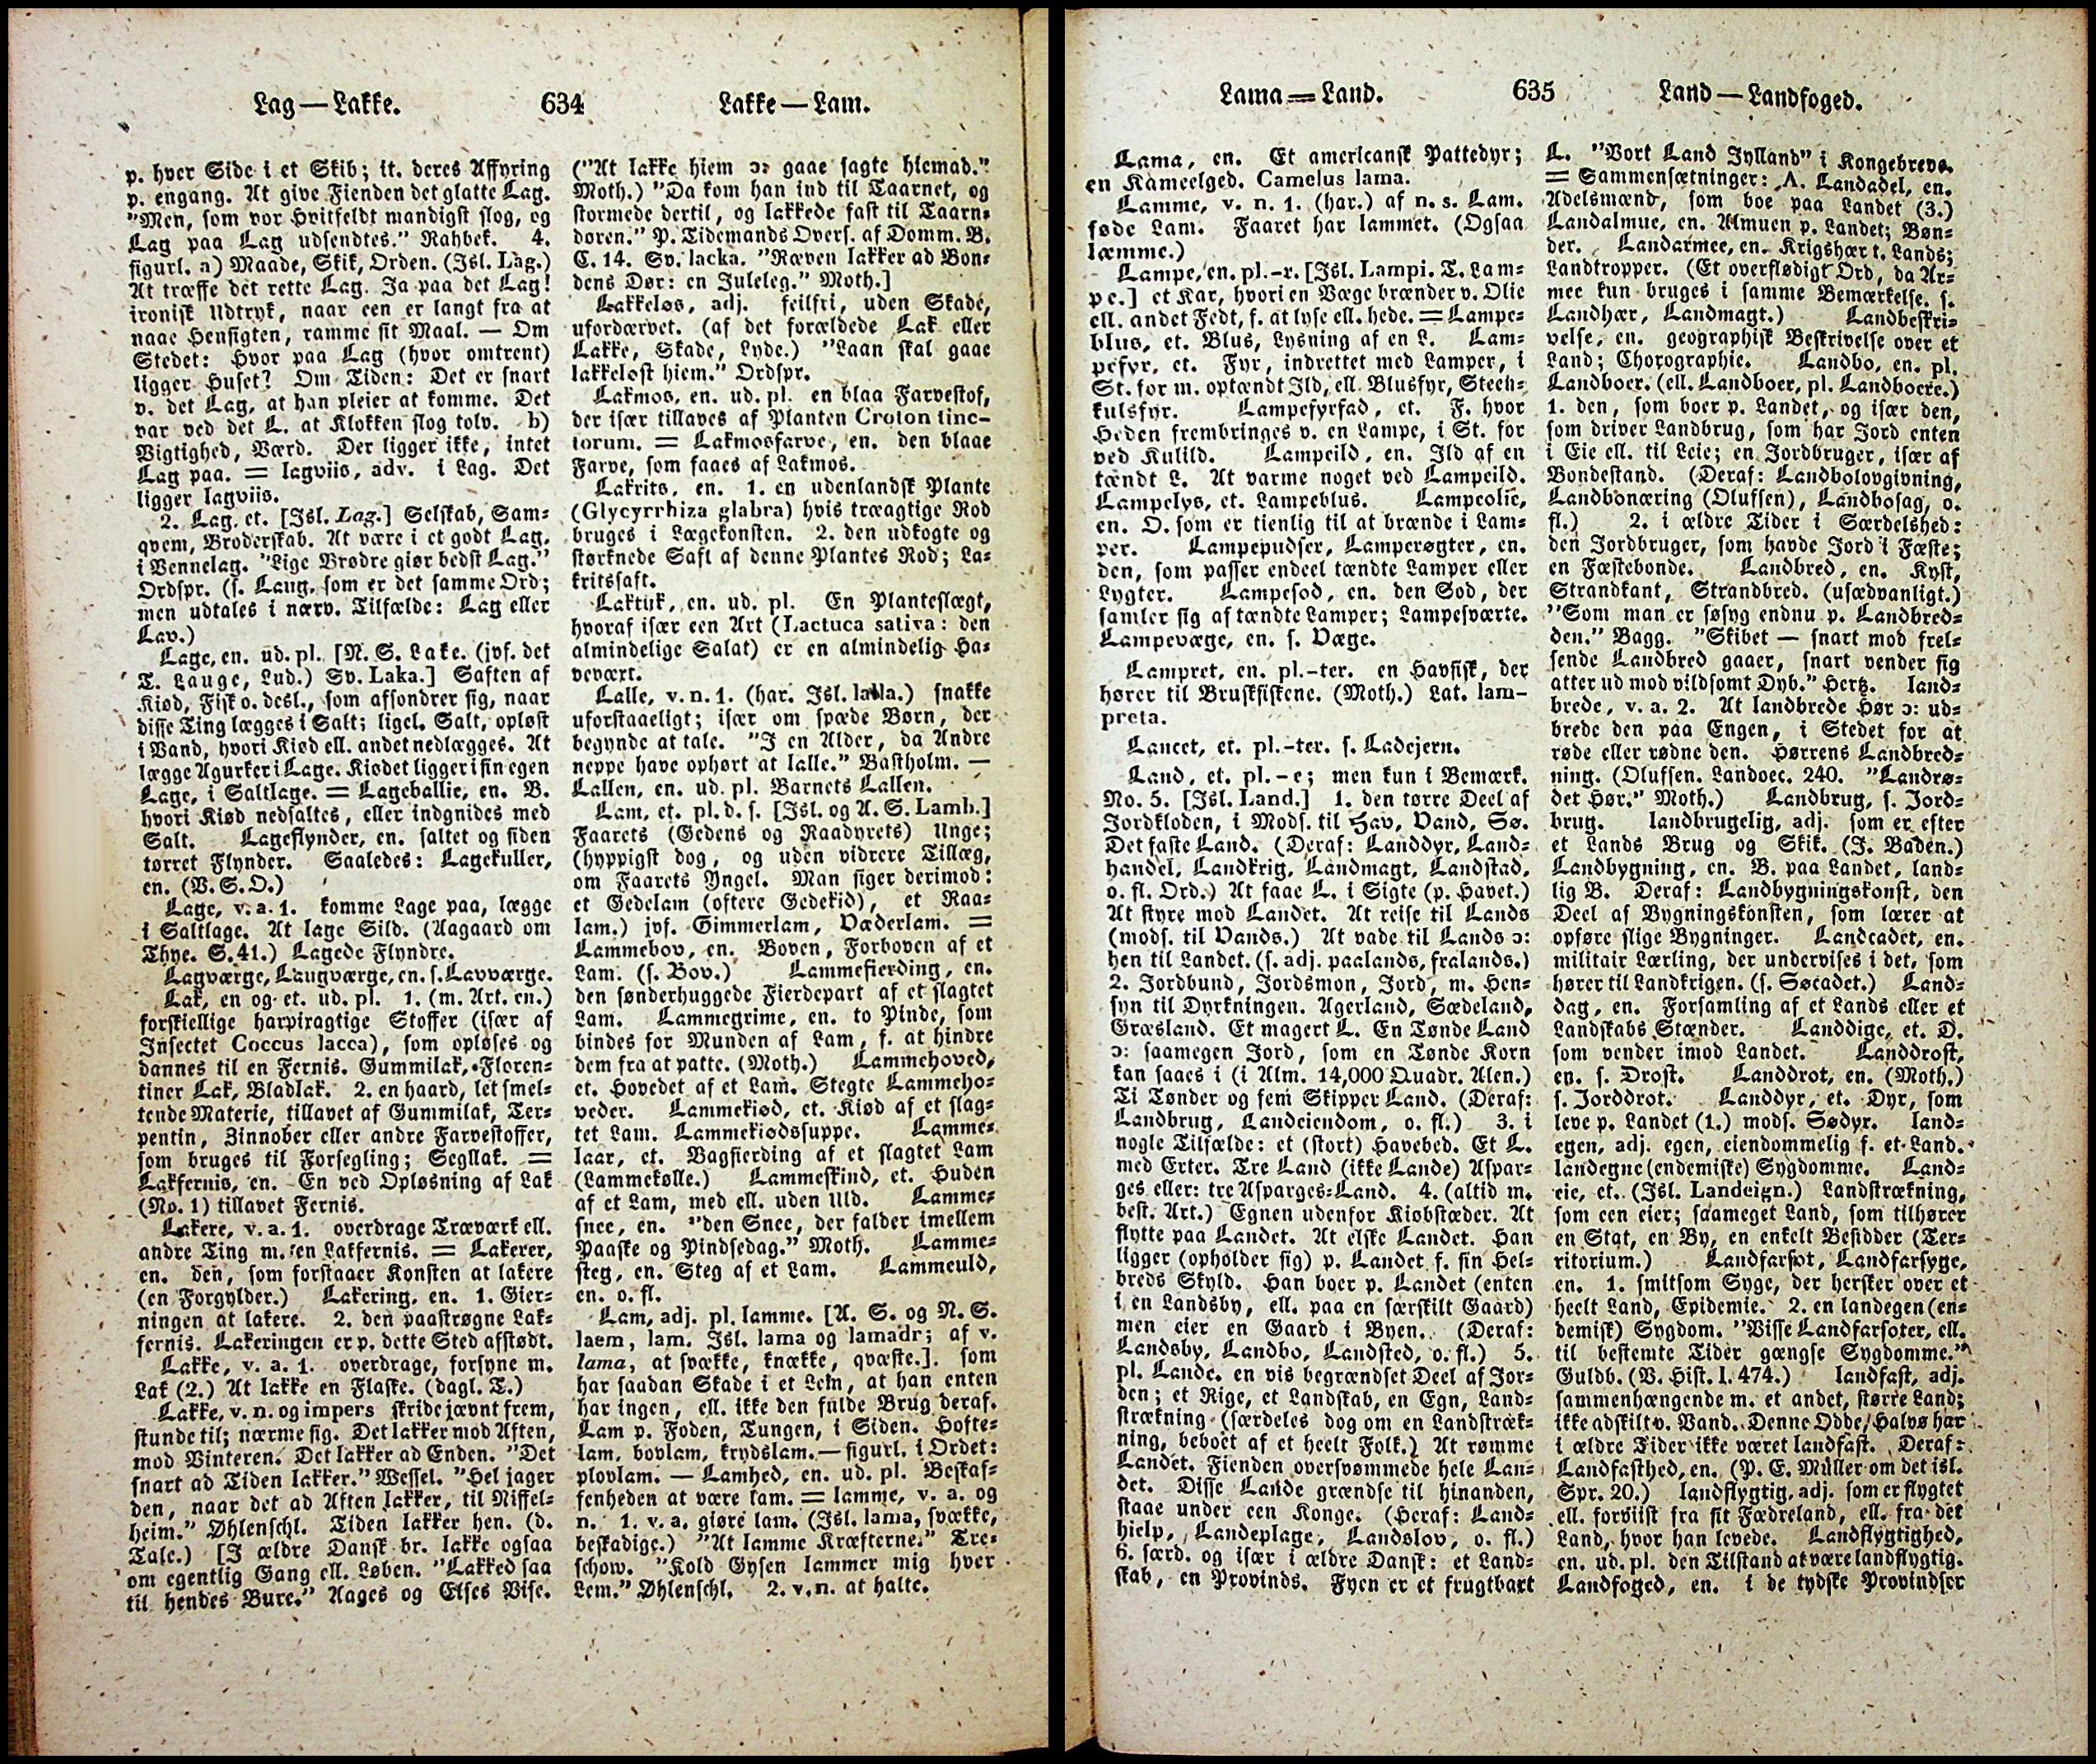 Lag — Lakke.
634
Lakke — Lam.
p. hver Side i et Skib; it. deres Affyring
p. engang. At give Fienden det glatte Lag.
"Men, som vor Hvitfeldt mandigst slog, og
Lag paa Lag udsendtes." Rahbek. 4.
figurl. a) Maade, Skik, Orden. (Isl. Lag.)
At træffe det rette Lag. Ja paa det Lag!
ironisk Udtryk, naar een er langt fra at
naae Hensigten, ramme sit Maal. — Om
Stedet: Hvor paa Lag (hvor omtrent)
ligger Huset? Om Tiden: Det er snart
v. det Lag, at han pleier at komme. Det
var ved det L. at Klokken slog tolv. b)
Vigtighed, Værd. Der ligger ikke, intet
Lag paa. = lagviis, adv. i Lag. Det
ligger lagviis.
2. Lag, et. [Isl. Lag.] Selskab, Sam-
qvem, Broderskab. At være i et godt Lag,
i Vennelag. "Lige Brødre giør bedst Lag."
Ordspr. (s. Laug, som er det samme Ord;
men udtales i nærv. Tilfælde: Lag eller
Lav.)
Lage, en. ud. pl. [N. S. Lake. (jvf. det
T. Lauge, Lud.) Sv. Laka.] Saften af
Kiød, Fisk o. desl., som affondrer sig, naar
disse Ting lægges i Salt; ligel. Salt, opløst
i Vand, hvori Kiød ell. andet nedlægges. At
lægge Agurker i Lage. Kiødet ligger i sin egen
Lage, i Saltlage. = Lageballie, en. B.
hvori Kiød nedsaltes, eller indgnides med
Salt. Lageflynder, en. saltet og siden
tørret Flynder. Saaledes: Lagekuller,
en. (V. S. O.)
Lage, v. a. 1. komme Lage paa, lægge
i Saltlage. At lage Sild. (Aagaard om
Thye. S. 41.) Lagede Flyndre.
Lagværge, Laugværge, en. s. Lavværge.
Lak, en og et. ud. pl. 1. (m. Art. en.)
forskiellige harpixagtige Stoffer (især af
Insectet Coccus lacca), som opløses og
dannes til en Fernis. Gummilak, Floren-
tiner Lak, Bladlak. 2. en haard, let smel-
tende Materie, tillavet af Gummilak, Ter-
pentin, Zinnober eller andre Farvestoffer,
som bruges til Forsegling; Segllak. =
Lakfernis, en. En ved Opløsning af Lak
(No. 1) tillavet Fernis.
Lakere, v. a. 1. overdrage Træværk ell.
andre Ting m. en Lakfernis. = Lakerer,
en. den, som forstaaer Konsten at lakere
(en Forgylder.) Lakering, en. 1. Gier-
ningen at lakere. 2. den paastrøgne Lak-
fernis. Lakeringen er p. dette Sted afstødt.
Lakke, v. a. 1. overdrage, forsyne m.
Lak (2.) At lakke en Flaske. (dagl. T.)
Lakke, v. n. og impers skride jævnt frem,
stunde til; nærme sig. Det lakker mod Aften,
mod Vinteren. Det lakker ad Enden. "Det
snart ad Tiden lakker." Wessel. "Hel jager
den, naar det ad Aften lakker, til Niffel-
heim." Øhlenschl. Tiden lakker hen. (d.
Tale.) [I ældre Dansk br. lakke ogsaa
om egentlig Gang ell. Løben. "Lakked saa
til hendes Bure." Aages og Elses Vise.
("At lakke hiem ɔ: gaae sagte hiemad."
Moth.) "Da kom han ind til Taarnet, og
stormede dertil, og lakkede fast til Taarn-
døren." P. Tidemands Overs. af Domm. B.
C. 14. Sv. lacka. "Ræven lakker ad Bon-
dens Dør: en Juleleg." Moth.]
Lakkeløs, adj. feilfri, uden Skade,
ufordærvet. (af det forældede Lak eller
Lakke, Skade, Lyde.) "Laan skal gaae
lakkeløst hiem." Ordspr.
Lakmos, en. ud. pl. en blaa Farvestof,
der især tillaves af Planten Croton tinc-
torum. = Lakmosfarve, en. den blaae
Farve, som faaes af Lakmos.
Lakrits, en. 1. en udenlandsk Plante
(Glycyrrhiza glabra) hvis træagtige Rod
bruges i Lægekonsten. 2. den udkogte og
størknede Saft af denne Plantes Rod; La-
kritssaft.
Laktuk, en. ud. pl. En Planteslægt,
hvoraf især een Art (Lactuca sativa: den
almindelige Salat) er en almindelig Ha-
vevæxt.
Lalle, v. n. 1. (har. Isl. lalla.) snakke
uforstaaeligt; især om spæde Børn, der
begynde at tale. "I en Alder, da Andre
neppe have ophørt at lalle." Bastholm. —
Lallen, en. ud. pl. Barnets Lallen.
Lam, et. pl. d. s. [Isl. og A. S. Lamb.]
Faarets (Gedens og Raadyrets) Unge;
(hyppigst dog, og uden vidrere Tillæg,
om Faarets Yngel. Man siger derimod:
et Gedelam (oftere Gedekid), et Raa-
lam.) jvf. Gimmerlam, Væderlam. =
Lammebov, en. Boven, Forboven af et
Lam. (s. Bov.) Lammefierding, en.
den sønderhuggede Fierdepart af et slagtet
Lam. Lammegrime, en. to Pinde, som
bindes for Munden af Lam, f. at hindre
dem fra at patte. (Moth.) Lammehoved,
et. Hovedet af et Lam. Stegte Lammeho-
veder. Lammekiød, et. Kiød af et slag-
tet Lam. Lammekiødssuppe. Lamme-
laar, et. Bagfierding af et slagtet Lam
(Lammekølle.) Lammeskind, et. Huden
af et Lam, med ell. uden Uld. Lamme-
snee, en. "den Snee, der falder imellem
Paaske og Pindsedag." Moth. Lamme-
steg, en. Steg af et Lam. Lammeuld,
en. o. fl.
Lam, adj. pl. lamme. [A. S. og N. S.
laem, lam. Isl. lama og lamadr; af v.
lama, at svække, knække, qvæste.]. som
har saadan Skade i et Lem, at han enten
har ingen, ell. ikke den fulde Brug deraf.
Lam p. Foden, Tungen, i Siden. Hofte-
lam, bovlam, krydslam. — figurl. i Ordet:
plovlam. — Lamhed, en. ud. pl. Beskaf-
fenheden at være lam. = lamme, v. a. og
n. 1. v. a. giøre lam. (Isl. lama, svække,
beskadige.) "At lamme Kræfterne." Tre-
schow. "Kold Gysen lammer mig hver
Lem." Øhlenschl. 2. v. n. at halte.
Lama = Land.
635
Land — Landfoged.
Lama, en. Et americansk Pattedyr;
en Kameelged. Camelus lama.
Lamme, v. n. 1. (har.) af n. s. Lam.
føde Lam. Faaret har lammet. (Ogsaa
læmme.)
Lampe, en. pl. -r. [Isl. Lampi. T. Lam-
pe.] et Kar, hvori en Væge brænder v. Olie
ell. andet Fedt, f. at lyse ell. hede. = Lampe-
blus, et. Blus, Lysning af en L. Lam-
pefyr, et. Fyr, indrettet med Lamper, i
St. for m. optændt Ild, ell. Blusfyr, Steen-
kulsfyr. Lampefyrfad, et. F. hvor
Heden frembringes v. en Lampe, i St. for
ved Kulild. Lampeild, en. Ild af en
tændt L. At varme noget ved Lampeild.
Lampelys, et. Lampeblus. Lampeolie,
en. O. som er tienlig til at brænde i Lam-
per. Lampepudser, Lamperøgter, en.
den, som passer endeel tændte Lamper eller
Lygter. Lampesod, en. den Sod, der
samler sig af tændte Lamper; Lampesværte.
Lampevæge, en. s. Væge.
Lampret, en. pl. -ter. en Havfisk, der
hører til Bruskfiskene. (Moth.) Lat. lam-
preta.
Lancet, et. pl. -ter. s. Ladejern.
Land, et. pl. -e; men kun i Bemærk.
No. 5. [Isl. Land.] 1. den tørre Deel af
Jordkloden, i Mods. til Hav, Vand, Sø.
Det faste Land. (Deraf: Landdyr, Land-
handel, Landkrig, Landmagt, Landstad,
o. fl. Ord.) At faae L. i Sigte (p. Havet.)
At styre mod Landet. At reise til Lands
(mods. til Vands.) At vade til Lands ɔ:
hen til Landet. (s. adj. paalands, fralands.)
2. Jordbund, Jordsmon, Jord, m. Hen-
syn til Dyrkningen. Agerland, Sædeland,
Græsland. Et magert L. En Tønde Land
ɔ: saamegen Jord, som en Tønde Korn
kan saaes i (i Alm. 14,000 Quadr. Alen.)
Ti Tønder og fem Skipper Land. (Deraf:
Landbrug, Landeiendom, o. fl.) 3. i
nogle Tilfælde: et (stort) Havebed. Et L.
med Erter. Tre Land (ikke Lande) Aspar-
ges eller: tre Asparges-Land. 4. (altid m.
best. Art.) Egnen udenfor Kiøbstæder. At
flytte paa Landet. At elske Landet. Han
ligger (opholder sig) p. Landet f. sin Hel-
breds Skyld. Han boer p. Landet (enten
i en Landsby, ell. paa en særskilt Gaard)
men eier en Gaard i Byen. (Deraf:
Landsby, Landbo, Landsted, o. fl.) 5.
pl. Lande. en vis begrændset Deel af Jor-
den; et Rige, et Landskab, en Egn, Land-
strækning (særdeles dog om en Landstræk-
ning, beboet af et heelt Folk.) At rømme
Landet. Fienden oversvømmede hele Lan-
det. Disse Lande grændse til hinanden,
staae under een Konge. (Heraf: Land-
hielp, Landeplage, Landslov, o. fl.)
6. særd. og især i ældre Dansk: et Land-
skab, en Provinds. Fyen er et frugtbart
L. "Vort Land Jylland" i Kongebreve.
= Sammensætninger: A. Landadel, en.
Adelsmænd, som boe paa Landet (3.)
Landalmue, en. Almuen p. Landet; Bøn-
der. Landarmee, en. Krigshær t. Lands;
Landtropper. (Et overflødigt Ord, da Ar-
mee kun bruges i samme Bemærkelse. s.
Landhær, Landmagt.) Landbeskri-
velse, en. geographisk Beskrivelse over et
Land; Chorographie. Landbo, en. pl.
Landboer. (ell. Landboer, pl. Landboere.)
1. den, som boer p. Landet, og især den,
som driver Landbrug, som har Jord enten
i Eie ell. til Leie; en Jordbruger, især af
Bondestand. (Deraf: Landbolovgivning,
Landbonæring (Olufsen), Landbosag, o.
fl.) 2. i ældre Tider i Særdeleshed:
den Jordbruger, som havde Jord i Fæste;
en Fæstebonde. Landbred, en. Kyst,
Strandkant, Strandbred. (usædvanligt.)
"Som man er søsyg endnu p. Landbred-
den." Bagg. "Skibet — snart mod frel-
sende Landbred gaaer, snart vender sig
atter ud mod vildsomt Dyb." Hertz. land-
brede, v. a. 2. At landbrede Hør ɔ: ud-
brede den paa Engen, i Stedet for at
røde eller rødne den. Hørrens Landbred-
ning. (Olufsen. Landoec. 240. "Landrø-
det Hør." Moth.) Landbrug, s. Jord-
brug. landbrugelig, adj. som er efter
et Lands Brug og Skik. (J. Baden.)
Landbygning, en. B. paa Landet, land-
lig B. Deraf: Landbygningskonst, den
Deel af Bygningskonsten, som lærer at
opføre slige Bygninger. Landcadet, en.
militair Lærling, der undervises i det, som
hører til Landkrigen. (s. Søcadet.) Land-
dag, en. Forsamling af et Lands eller et
Landskabs Stænder. Landdige, et. D.
som vender imod Landet. Landdrost,
en. s. Drost. Landdrot, en. (Moth.)
s. Jorddrot. Landdyr, et. Dyr, som
leve p. Landet (1.) mods. Sødyr. land-
egen, adj. egen, eiendommelig f. et Land.
landegne (endemiske) Sygdomme. Land-
eie, et. (Isl. Landeign.) Landstrækning,
som een eier; saameget Land, som tilhører
en Stat, en By, en enkelt Besidder (Ter-
ritorium.) Landfarsot, Landfarsyge,
en. 1. smitsom Syge, der hersker over et
heelt Land, Epidemie. 2. en landegen (en-
demisk) Sygdom. "Visse Landfarsoter, ell.
til bestemte Tider gængse Sygdomme."
Guldb. (V. Hist. I. 474.) landfast, adj.
sammenhængende m. et andet, større Land;
ikke adskilt v. Vand. Denne Odde, Halvø har
i ældre Tider ikke været landfast. Deraf:
Landfasthed, en. (P. E. Müller om det isl.
Spr. 20.) landflygtig, adj. som er flygtet
ell. forviist fra sit Fædreland, ell. fra det
Land, hvor han levede. Landflygtighed,
en. ud. pl. den Tilstand at være landflygtig.
Landfoged, en. i de tydske Provindser